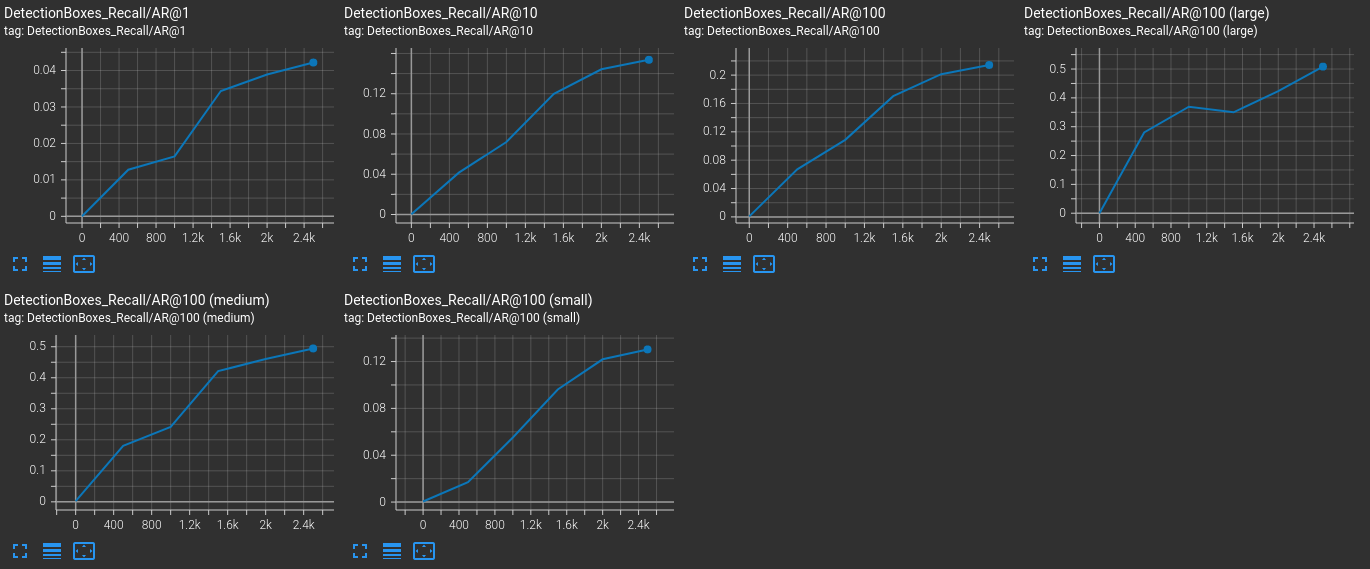 DetectionBoxes_Recall/AR@1
tag: DetectionBoxes_Recall/AR@1
0.04
0.03
0.02
0.01
0
0 400 800 1.2k 1.6k 2k 2.4k
DetectionBoxes_Recall/AR@10
tag: DetectionBoxes_Recall/AR@10
0.12
0.08
0.04
0
0 400 800 1.2k 1.6k 2k 2.4k
DetectionBoxes_Recall/AR@100
tag: DetectionBoxes_Recall/AR@100
0.2
0.16
0.12
0.08
0.04
0
0 400 800 1.2k 1.6k 2k 2.4k
DetectionBoxes_Recall/AR@100 (large)
tag: DetectionBoxes_Recall/AR@100 (large)
0.5
0.4
0.3
0.2
0.1
0
0 400 800 1.2k 1.6k 2k 2.4k
DetectionBoxes_Recall/AR@100 (medium)
tag: DetectionBoxes_Recall/AR@100 (medium)
0.5
0.4
0.3
0.2
0.1
0
0 400 800 1.2k 1.6k 2k 2.4k
DetectionBoxes_Recall/AR@100 (small)
tag: DetectionBoxes_Recall/AR@100 (small)
0.12
0.08
0.04
0
0 400 800 1.2k 1.6k 2k 2.4k